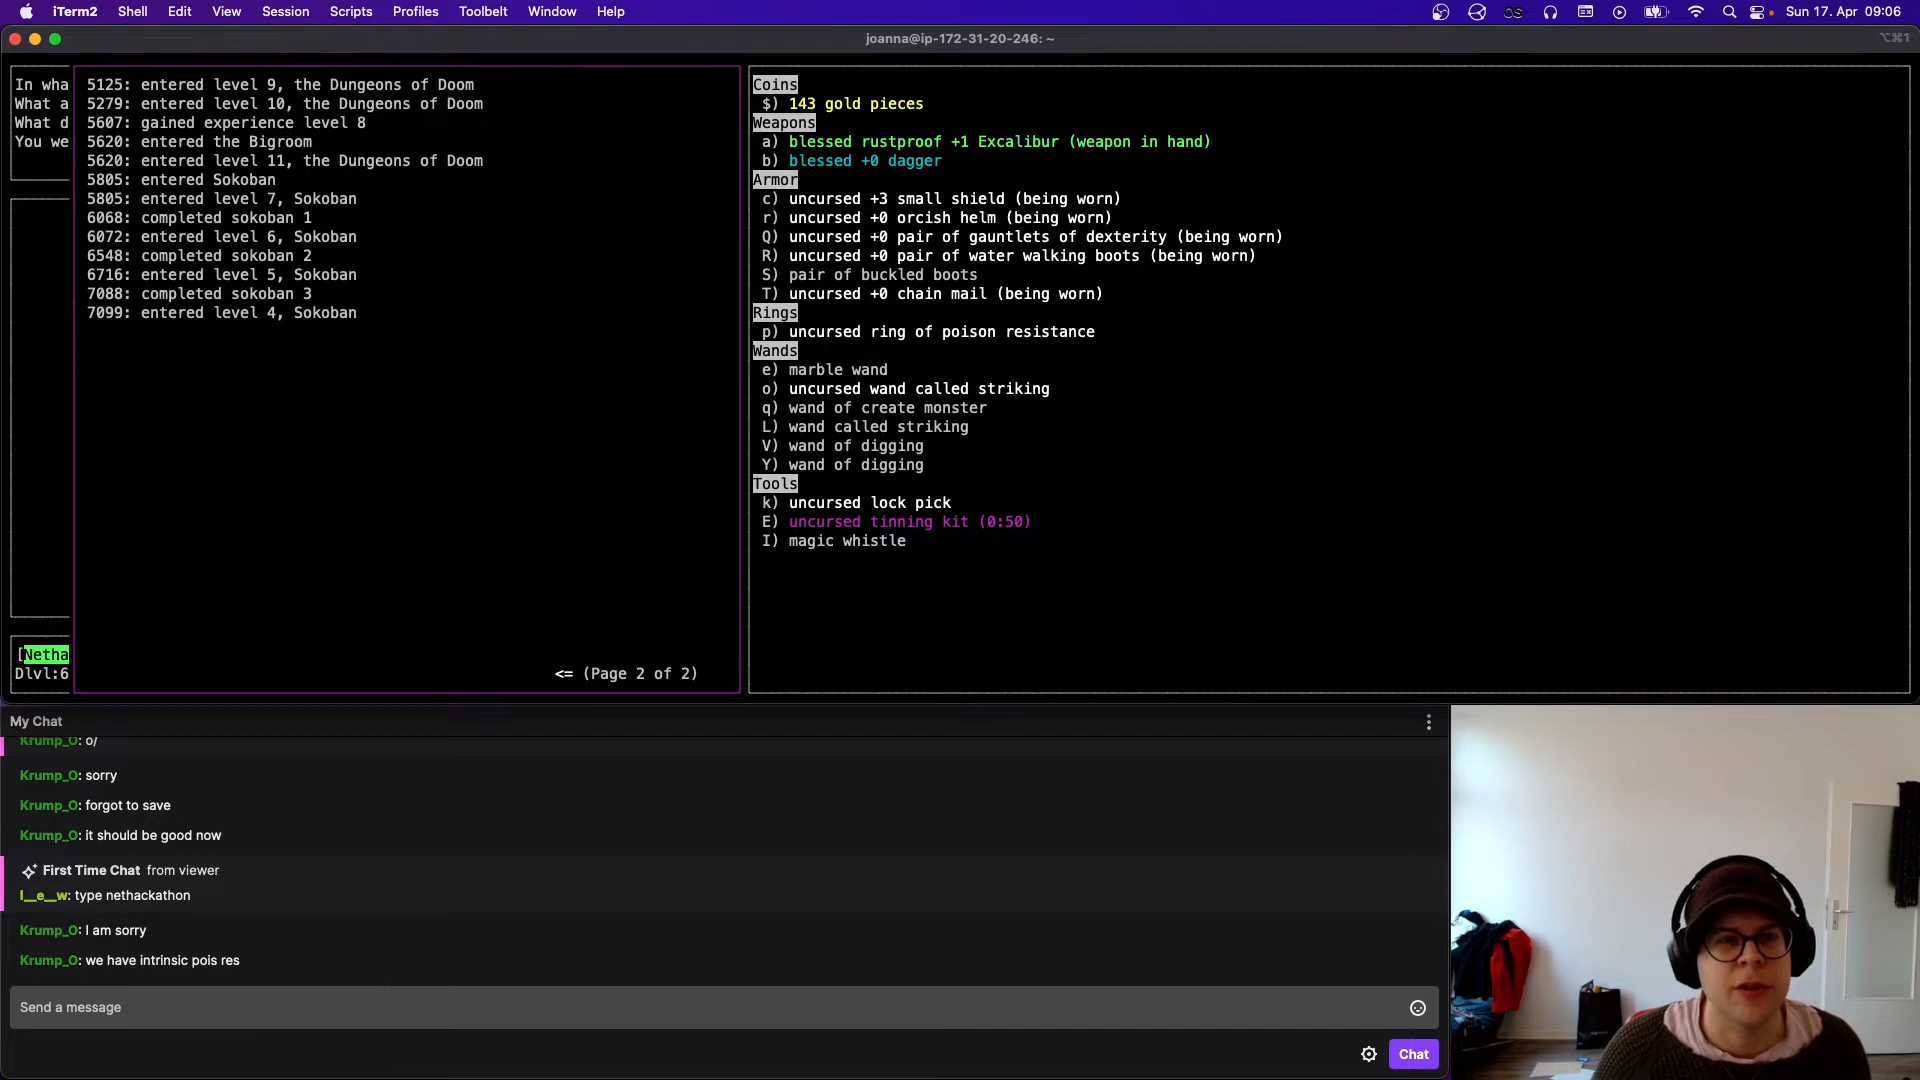 iTerm2 Shell Edit View Session Scripts Profiles Toolbelt Window Help Sun 17. Apr 09:06
joanna@ip-172-31-20-246: ~ ⌥⌘1
In wha
What a
What d
You we
5125: entered level 9, the Dungeons of Doom
5279: entered level 10, the Dungeons of Doom
5607: gained experience level 8
5620: entered the Bigroom
5620: entered level 11, the Dungeons of Doom
5805: entered Sokoban
5805: entered level 7, Sokoban
6068: completed sokoban 1
6072: entered level 6, Sokoban
6548: completed sokoban 2
6716: entered level 5, Sokoban
7088: completed sokoban 3
7099: entered level 4, Sokoban
<= (Page 2 of 2)
[Netha
Dlvl:6
Coins
$) 143 gold pieces
Weapons
a) blessed rustproof +1 Excalibur (weapon in hand)
b) blessed +0 dagger
Armor
c) uncursed +3 small shield (being worn)
r) uncursed +0 orcish helm (being worn)
Q) uncursed +0 pair of gauntlets of dexterity (being worn)
R) uncursed +0 pair of water walking boots (being worn)
S) pair of buckled boots
T) uncursed +0 chain mail (being worn)
Rings
p) uncursed ring of poison resistance
Wands
e) marble wand
o) uncursed wand called striking
q) wand of create monster
L) wand called striking
V) wand of digging
Y) wand of digging
Tools
k) uncursed lock pick
E) uncursed tinning kit (0:50)
I) magic whistle
My Chat
Krump_O: o/
Krump_O: sorry
Krump_O: forgot to save
Krump_O: it should be good now
First Time Chat from viewer
l__e__w: type nethackathon
Krump_O: I am sorry
Krump_O: we have intrinsic pois res
Send a message
Chat